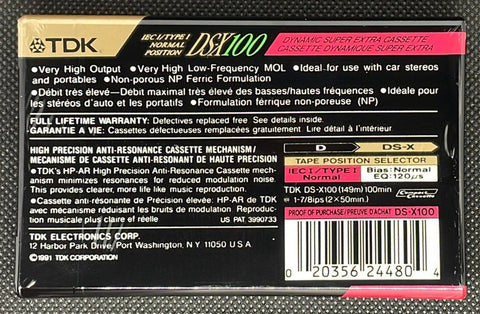 TDK
IEC I/TYPE I
NORMAL
POSITION
DS-X100
DYNAMIC SUPER EXTRA CASSETTE
CASSETTE DYNAMIQUE SUPER EXTRA
•Very High Output •Very High Low-Frequency MOL •Ideal for use with car stereos
and portables •Non-porous NP Ferric Formulation
•Débit très élevé—Débit maximal très élevé des basses/hautes fréquences •Idéale pour
les stéréos d'auto et les portatifs •Formulation férrique non-poreuse (NP)
FULL LIFETIME WARRANTY: Defectives replaced free. See details inside.
GARANTIE A VIE: Cassettes défectueuses remplacées gratuitement. Lire détail à l'intérieur
HIGH PRECISION ANTI-RESONANCE CASSETTE MECHANISM/
MECANISME DE CASSETTE ANTI-RESONANT DE HAUTE PRECISION
•TDK's HP-AR High Precision Anti-Resonance Cassette mech-
anism minimizes resonances for reduced modulation noise.
This provides clearer, more life like music reproduction.
•Cassette anti-resonante de Précision élevée: HP-AR de TDK
avec mécanisme réduisant les bruits de modulation. Reproduc-
tion musicale plus claire et réele
US PAT 3990733
TDK ELECTRONICS CORP.
12 Harbor Park Drive, Port Washington, N.Y. 11050 U.S.A
©1991 TDK CORPORATION
D DS-X
TAPE POSITION SELECTOR
IEC I/TYPE I
Normal
Bias: Normal
EQ: 120μs
TDK DS-X100 (149m) 100min
1-7/8ips (2×50min.)
Compact
Cassette
PROOF OF PURCHASE/PREUVE D'ACHAT DS-X100
0 20356 24480 4